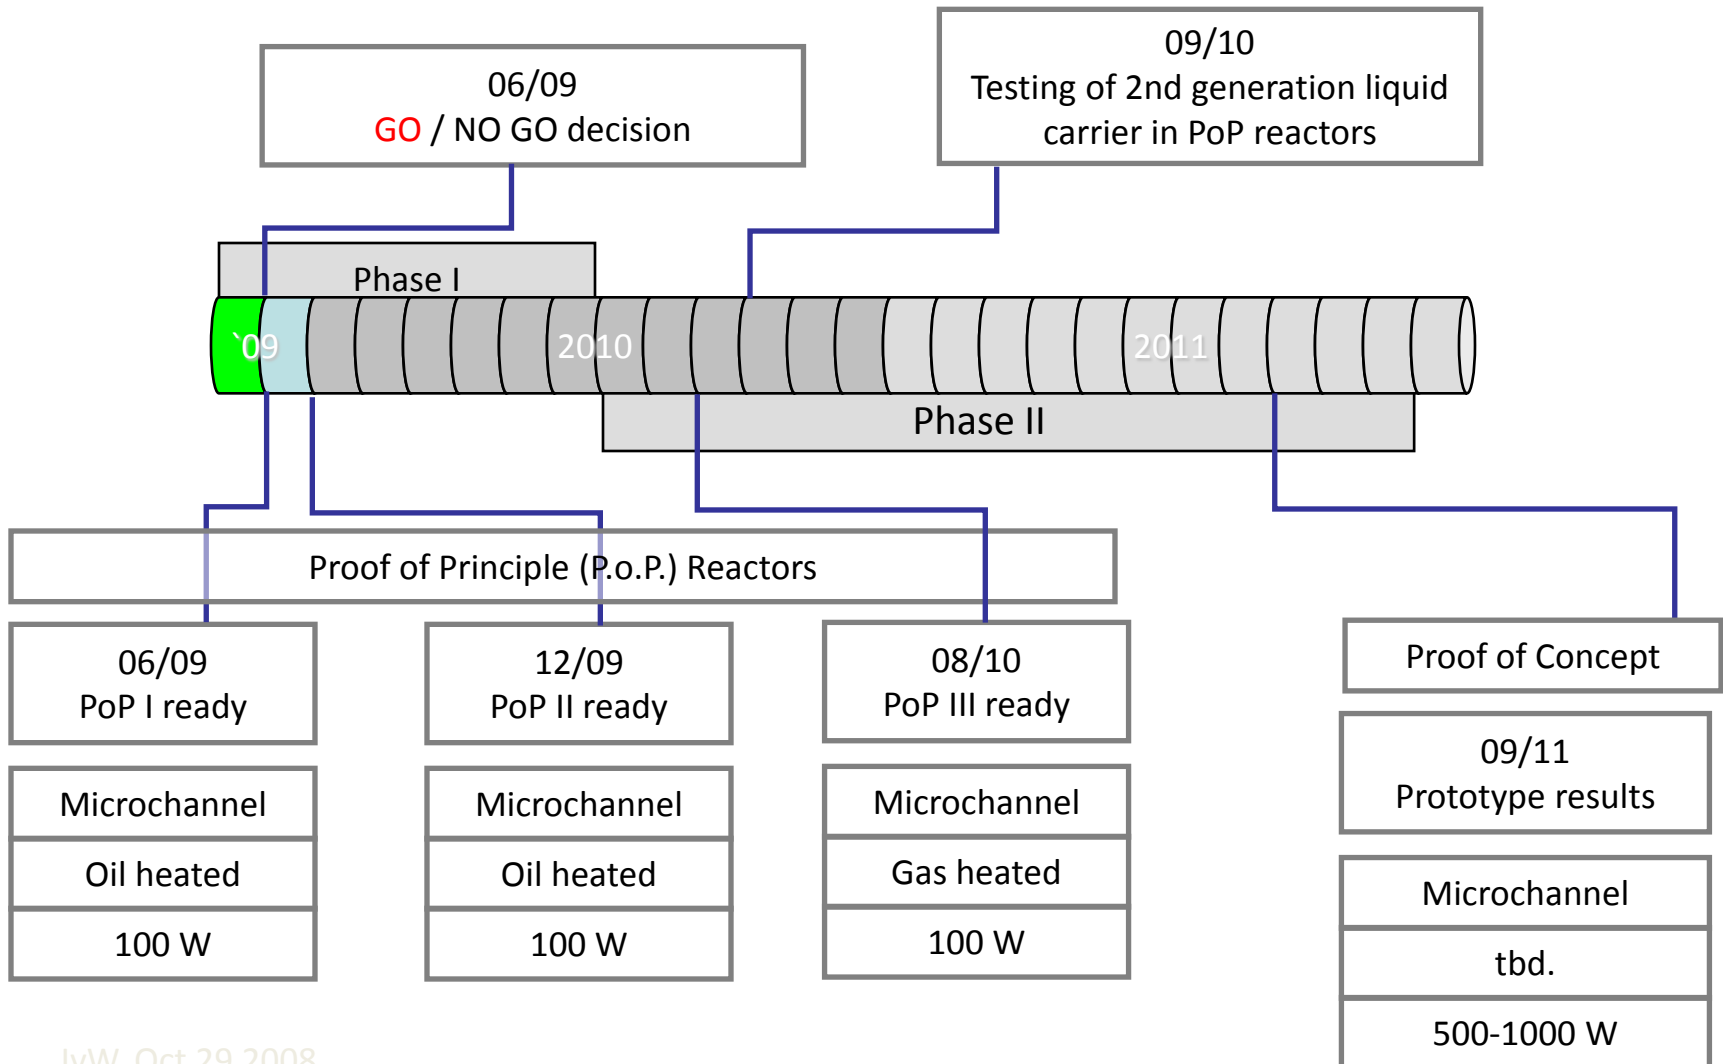 06/09
GO / NO GO decision
09/10
Testing of 2nd generation liquid
carrier in PoP reactors
Phase I
`09
2010
2011
Phase II
Proof of Principle (P.o.P.) Reactors
06/09
PoP I ready
Microchannel
Oil heated
100 W
12/09
PoP II ready
Microchannel
Oil heated
100 W
08/10
PoP III ready
Microchannel
Gas heated
100 W
Proof of Concept
09/11
Prototype results
Microchannel
tbd.
500-1000 W
JvW, Oct 29 2008